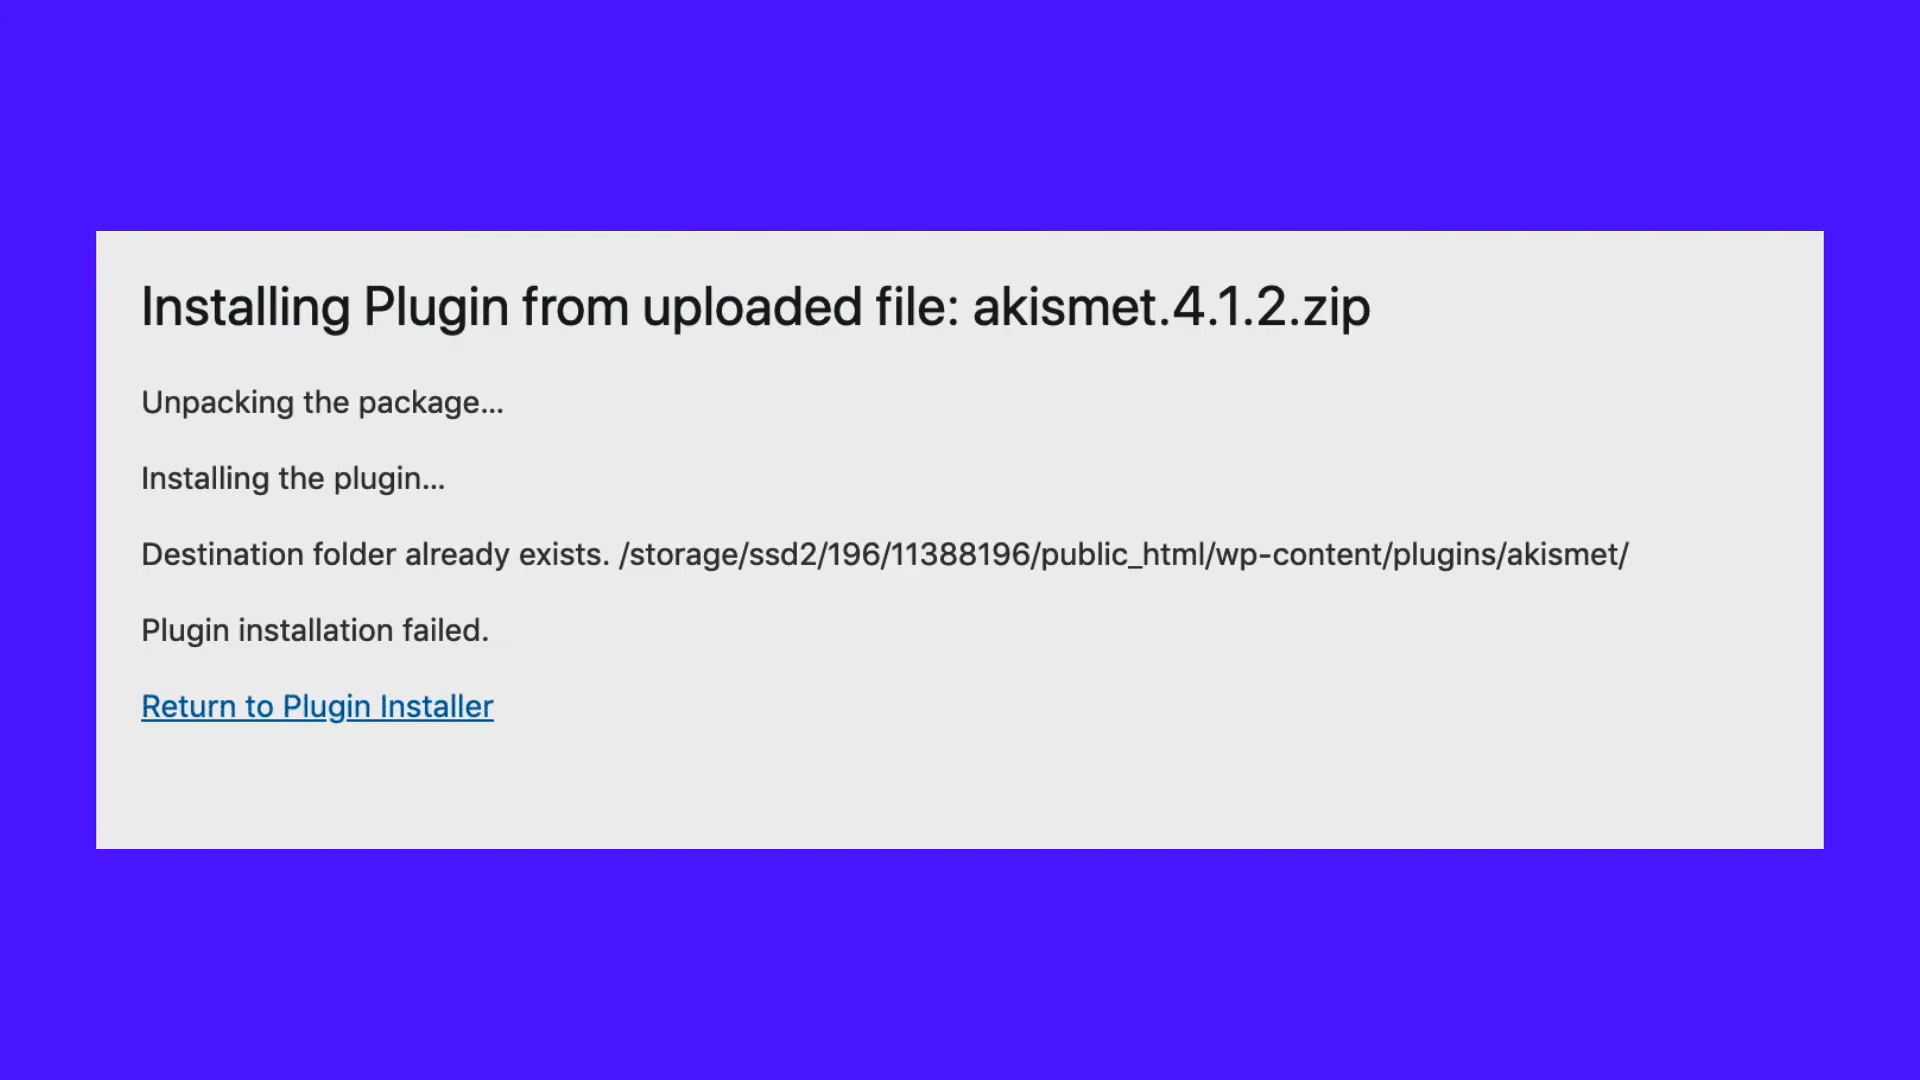 Installing Plugin from uploaded file: akismet.4.1.2.zip
Unpacking the package...
Installing the plugin...
Destination folder already exists. /storage/ssd2/196/11388196/public_html/wp-content/plugins/akismet/
Plugin installation failed.
Return to Plugin Installer